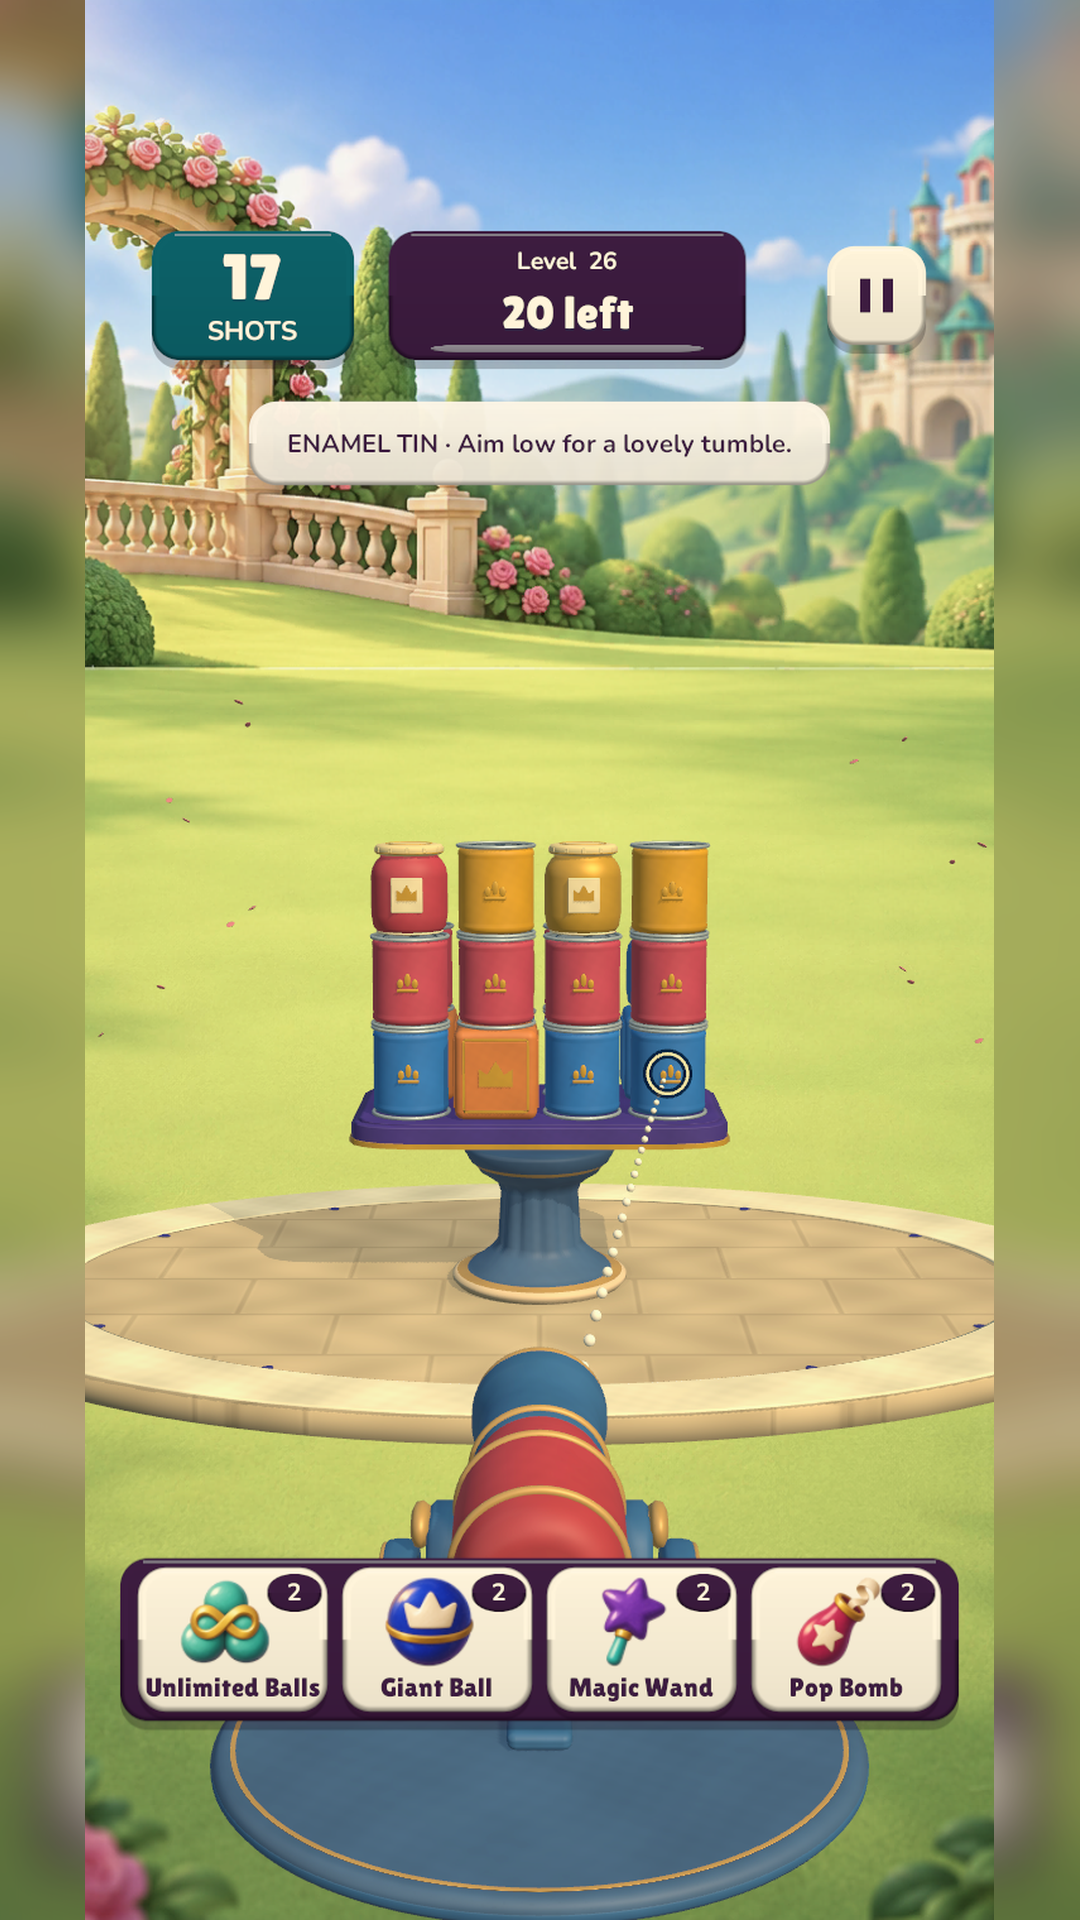 17
SHOTS
Level 26
20 left
ENAMEL TIN · Aim low for a lovely tumble.
2
Unlimited Balls
2
Giant Ball
2
Magic Wand
2
Pop Bomb